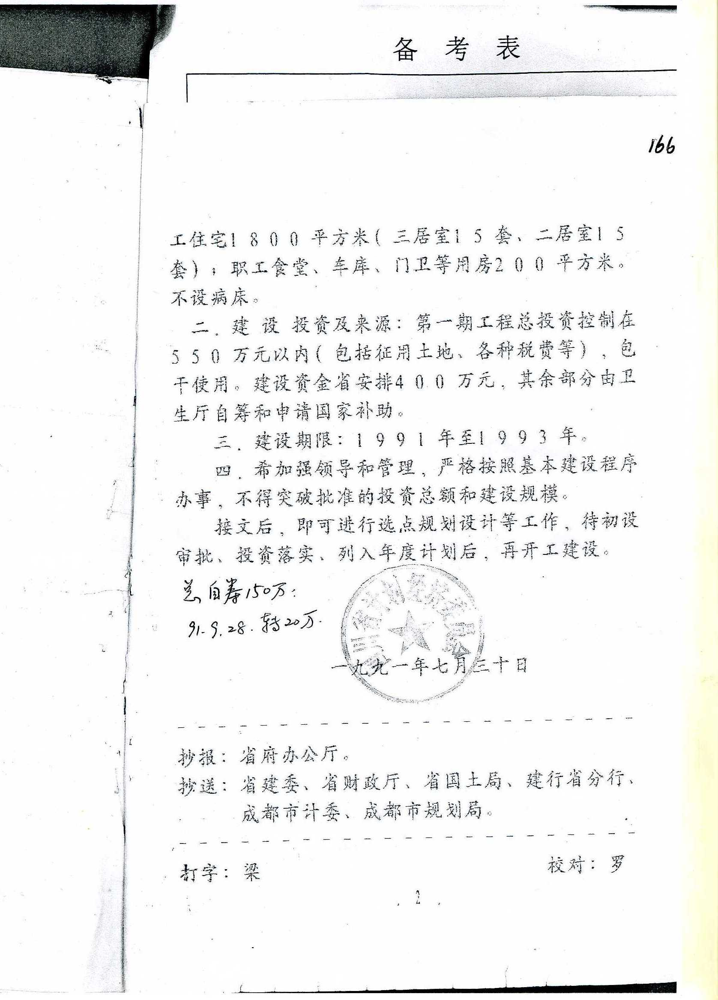 备考表
166
工住宅1800平方米(三居室15套、二居室15
套);职工食堂、车库、门卫等用房200平方米。
不设病床。
二.建设投资及来源:第一期工程总投资控制在
550万元以内(包括征用土地、各种税费等),包
干使用。建设资金省安排400万元,其余部分由卫
生厅自筹和申请国家补助。
三.建设期限:1991年至1993年。
四.希加强领导和管理,严格按照基本建设程序
办事,不得突破批准的投资总额和建设规模。
接文后,即可进行选点规划设计等工作,待初设
审批、投资落实、列入年度计划后,再开工建设。
总自筹150万:
91.9.28.转20万.
一九九一年七月三十日
抄报:省府办公厅。
抄送:省建委、省财政厅、省国土局、建行省分行、
成都市计委、成都市规划局。
打字:梁
校对:罗
.2.